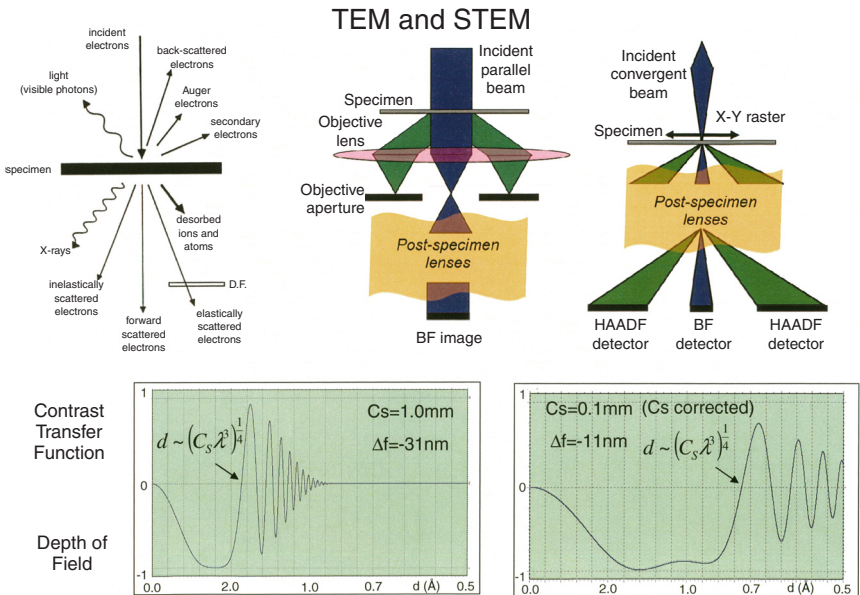 TEM and STEM
incident
electrons
back-scattered
electrons
light
(visible photons)
Auger
electrons
secondary
electrons
specimen
desorbed
ions and
atoms
X-rays
D.F.
inelastically
scattered
electrons
forward
scattered
electrons
elastically
scattered
electrons
Incident
parallel
beam
Specimen
Objective
lens
Objective
aperture
Post-specimen
lenses
BF image
Incident
convergent
beam
X-Y raster
Specimen
Post-specimen
lenses
HAADF
detector
BF
detector
HAADF
detector
Contrast
Transfer
Function
Depth of
Field
1
0
-1
Cs=1.0mm
d ~ (C_S λ^3)^{1/4}
Δf=-31nm
0.0 2.0 1.0 0.7 d (Å) 0.5
1
0
-1
Cs=0.1mm (Cs corrected)
Δf=-11nm d ~ (C_S λ^3)^{1/4}
0.0 2.0 1.0 0.7 d (Å) 0.5